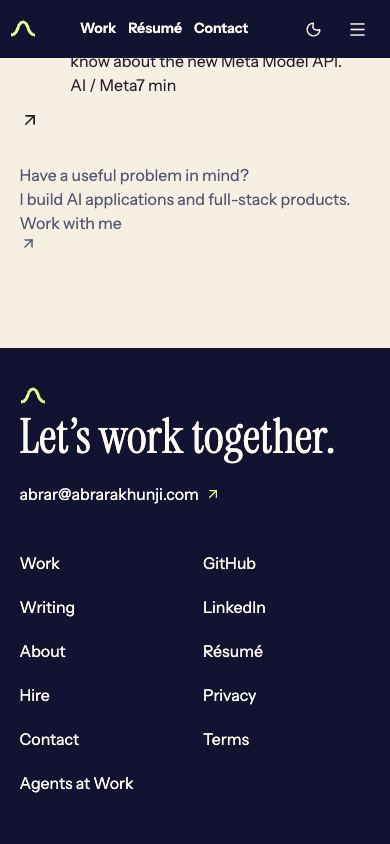 Work Résumé Contact
know about the new Meta Model API.
AI / Meta7 min
Have a useful problem in mind?
I build AI applications and full-stack products.
Work with me
Let’s work together.
abrar@abrarakhunji.com
Work
GitHub
Writing
LinkedIn
About
Résumé
Hire
Privacy
Contact
Terms
Agents at Work